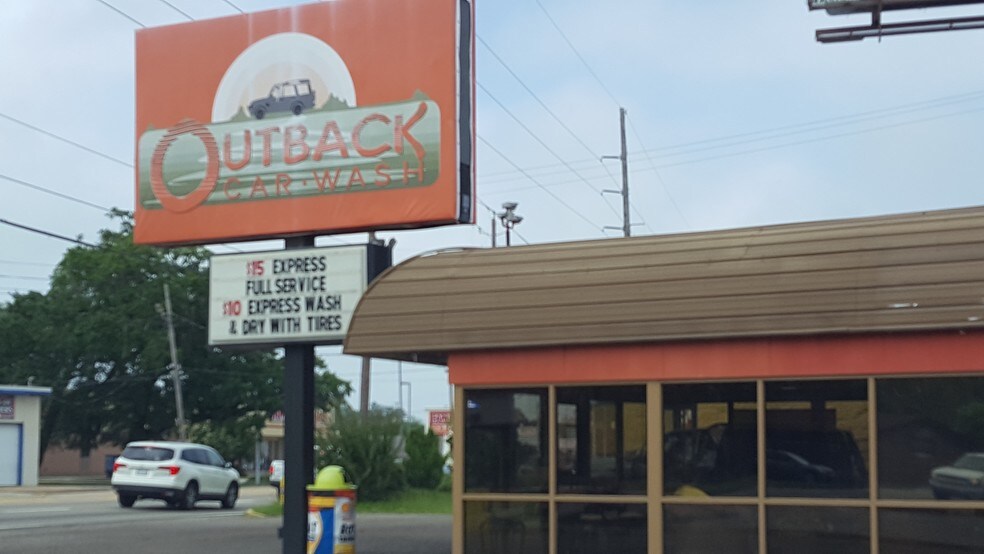 OUTBACK
CAR · WASH
$15 EXPRESS
FULL SERVICE
$10 EXPRESS WASH
& DRY WITH TIRES